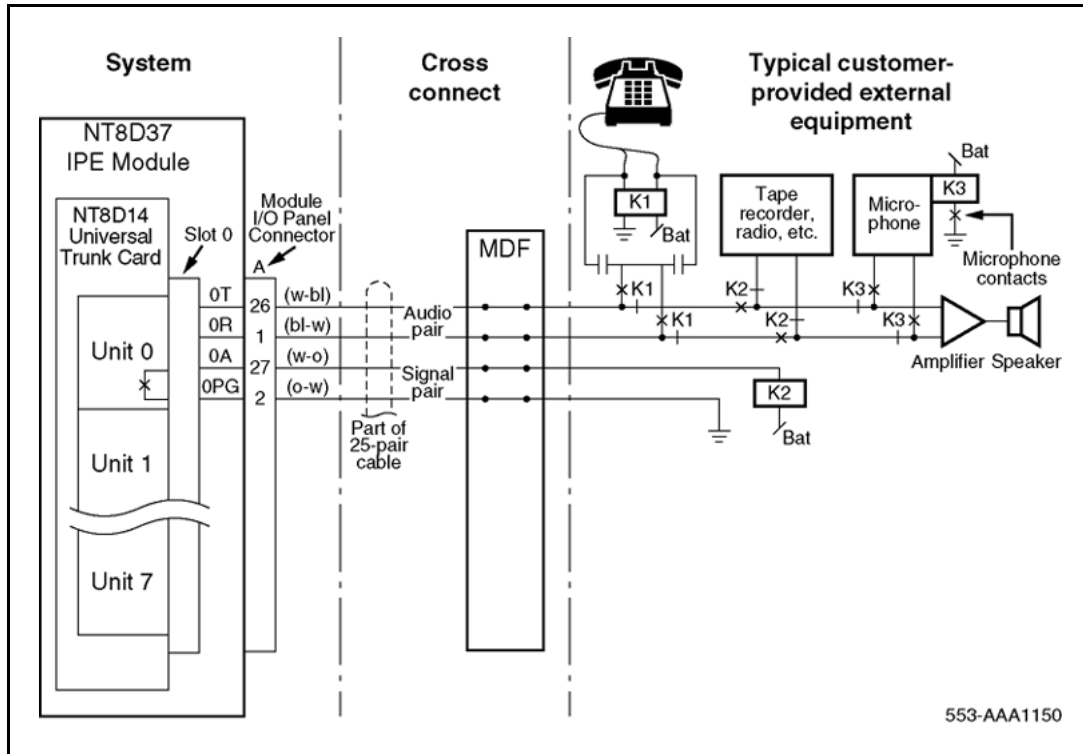 System
Cross
connect
Typical customer-
provided external
equipment
NT8D37
IPE Module
NT8D14
Universal
Trunk Card
Slot 0
Module
I/O Panel
Connector
A
0T
26
(w-bl)
0R
1
(bl-w)
0A
27
(w-o)
0PG
2
(o-w)
Unit 0
Unit 1
Unit 7
Audio
pair
Signal
pair
Part of
25-pair
cable
MDF
K1
Bat
K1
K1
Tape
recorder,
radio, etc.
K2
K2
K2
Bat
Micro-
phone
K3
Bat
Microphone
contacts
K3
K3
Amplifier
Speaker
553-AAA1150